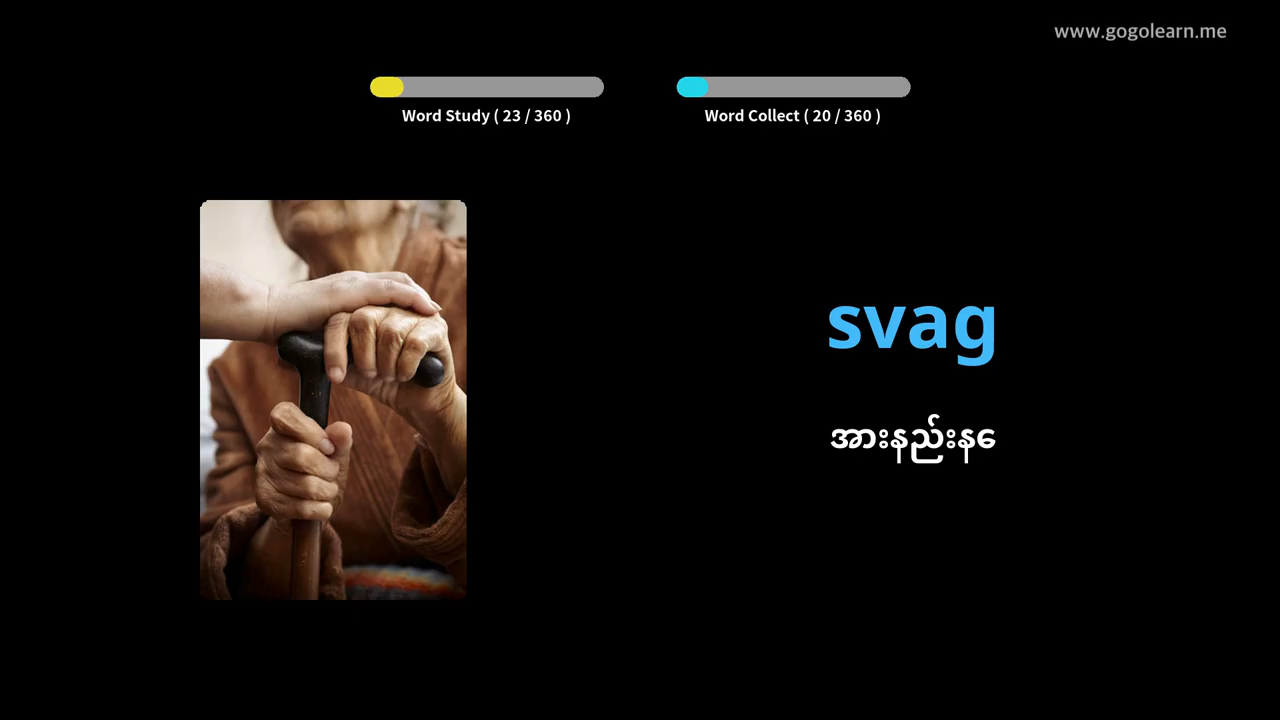 www.gogolearn.me
Word Study ( 23 / 360 )
Word Collect ( 20 / 360 )
svag
အားနည်းနေ